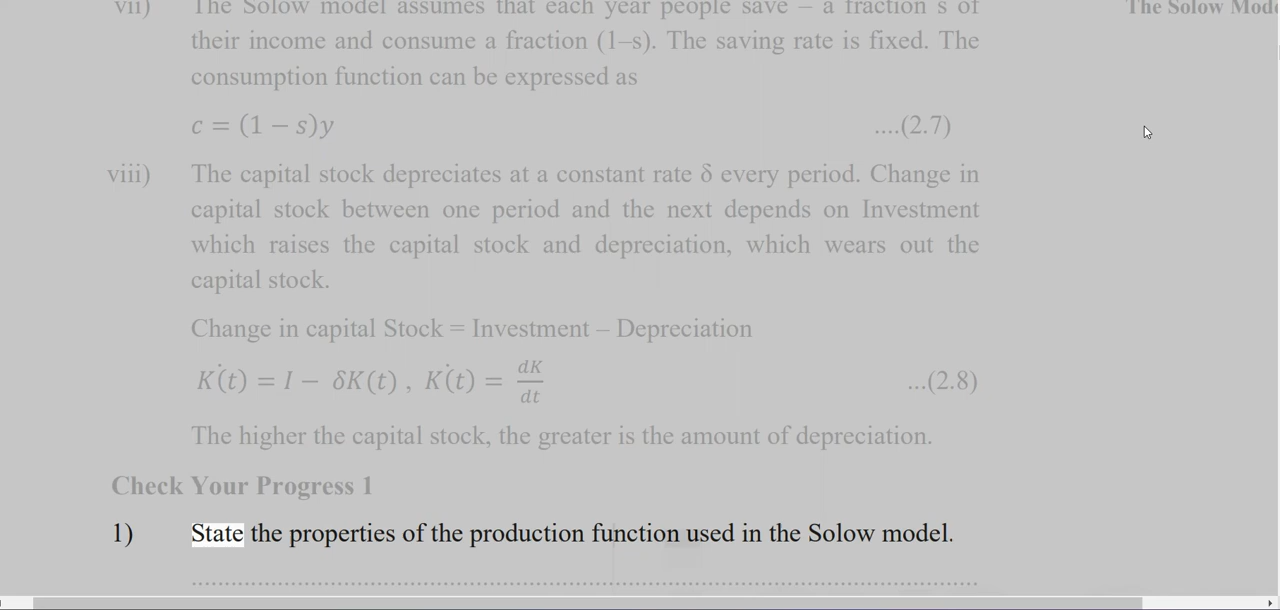 vii) The Solow model assumes that each year people save – a fraction s of
The Solow Mod
their income and consume a fraction (1–s). The saving rate is fixed. The
consumption function can be expressed as
c = (1 − s)y ....(2.7)
viii) The capital stock depreciates at a constant rate δ every period. Change in
capital stock between one period and the next depends on Investment
which raises the capital stock and depreciation, which wears out the
capital stock.
Change in capital Stock = Investment – Depreciation
K̇(t) = I − δK(t) , K̇(t) = dK/dt ...(2.8)
The higher the capital stock, the greater is the amount of depreciation.
Check Your Progress 1
1) State the properties of the production function used in the Solow model.